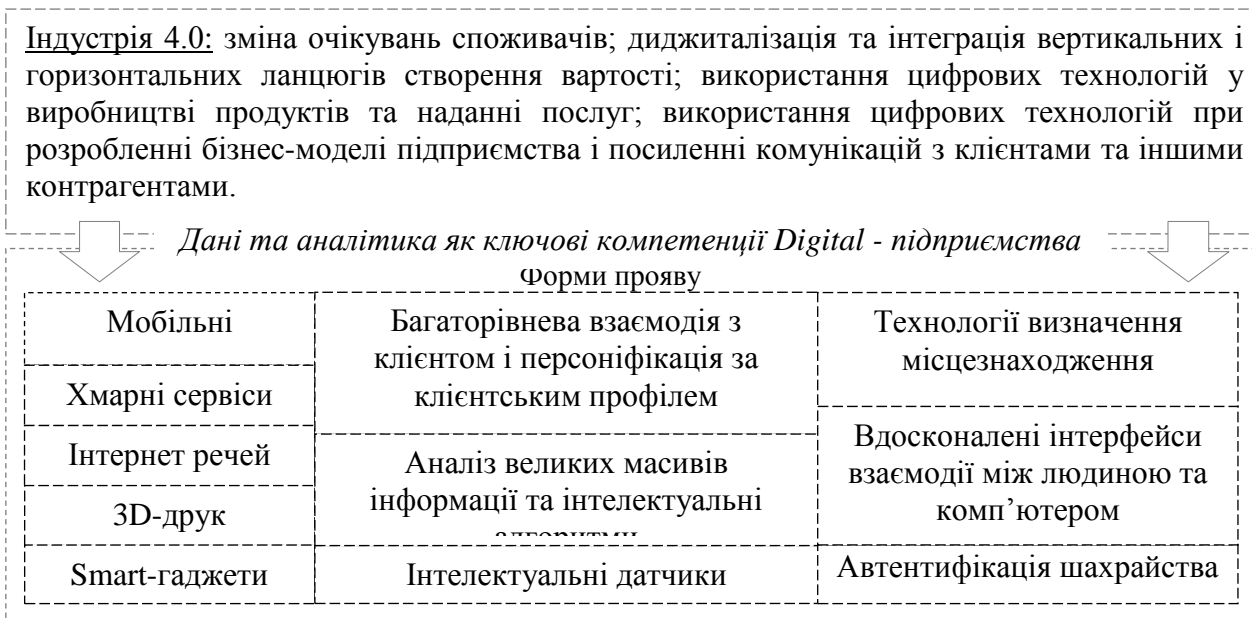 Індустрія 4.0: зміна очікувань споживачів; диджиталізація та інтеграція вертикальних і
горизонтальних ланцюгів створення вартості; використання цифрових технологій у
виробництві продуктів та наданні послуг; використання цифрових технологій при
розробленні бізнес-моделі підприємства і посиленні комунікацій з клієнтами та іншими
контрагентами.
Дані та аналітика як ключові компетенції Digital - підприємства
Форми прояву
Мобільні
Хмарні сервіси
Інтернет речей
3D-друк
Smart-гаджети
Багаторівнева взаємодія з
клієнтом і персоніфікація за
клієнтським профілем
Аналіз великих масивів
інформації та інтелектуальні
алгоритми
Інтелектуальні датчики
Технології визначення
місцезнаходження
Вдосконалені інтерфейси
взаємодії між людиною та
комп’ютером
Автентифікація шахрайства